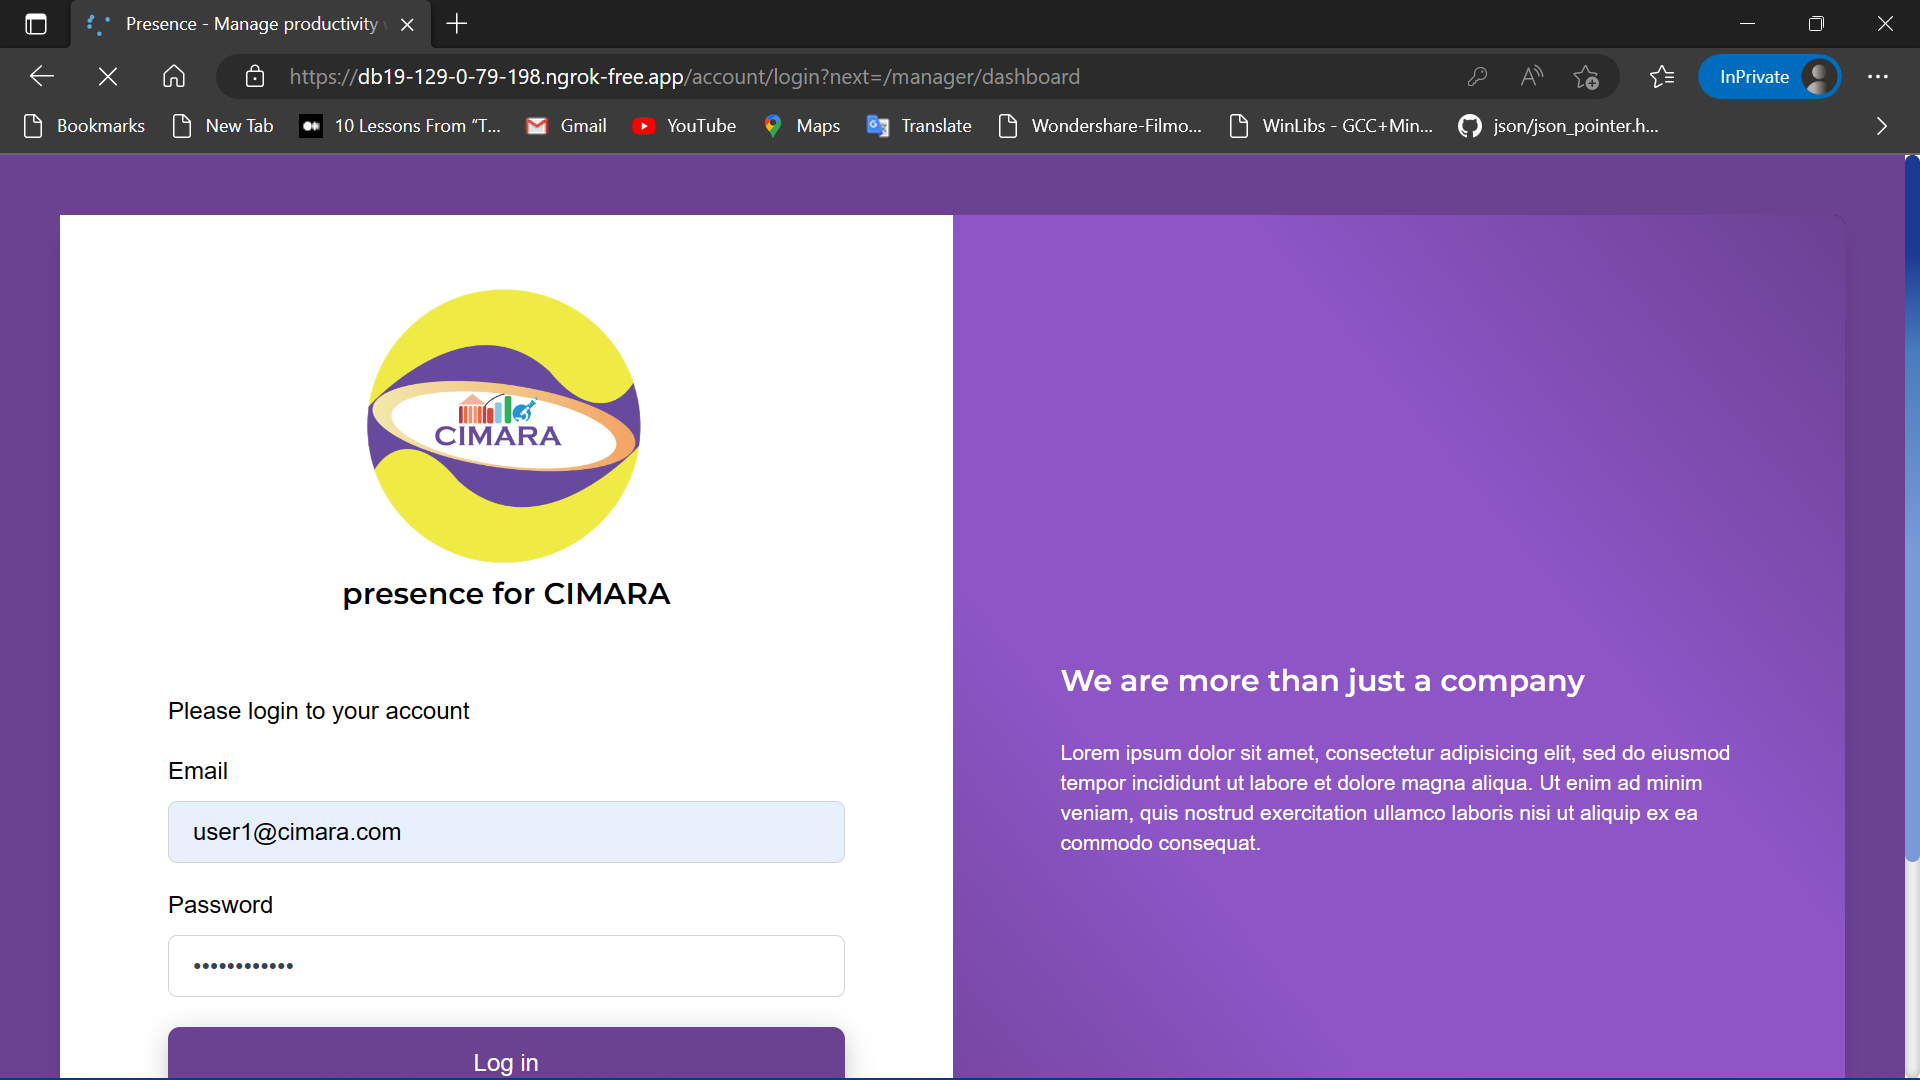 Presence - Manage productivity
https://db19-129-0-79-198.ngrok-free.app/account/login?next=/manager/dashboard
InPrivate
Bookmarks
New Tab
10 Lessons From “T...
Gmail
YouTube
Maps
Translate
Wondershare-Filmo...
WinLibs - GCC+Min...
json/json_pointer.h...
CIMARA
presence for CIMARA
Please login to your account
Email
user1@cimara.com
Password
••••••••••••
Log in
We are more than just a company
Lorem ipsum dolor sit amet, consectetur adipisicing elit, sed do eiusmod
tempor incididunt ut labore et dolore magna aliqua. Ut enim ad minim
veniam, quis nostrud exercitation ullamco laboris nisi ut aliquip ex ea
commodo consequat.